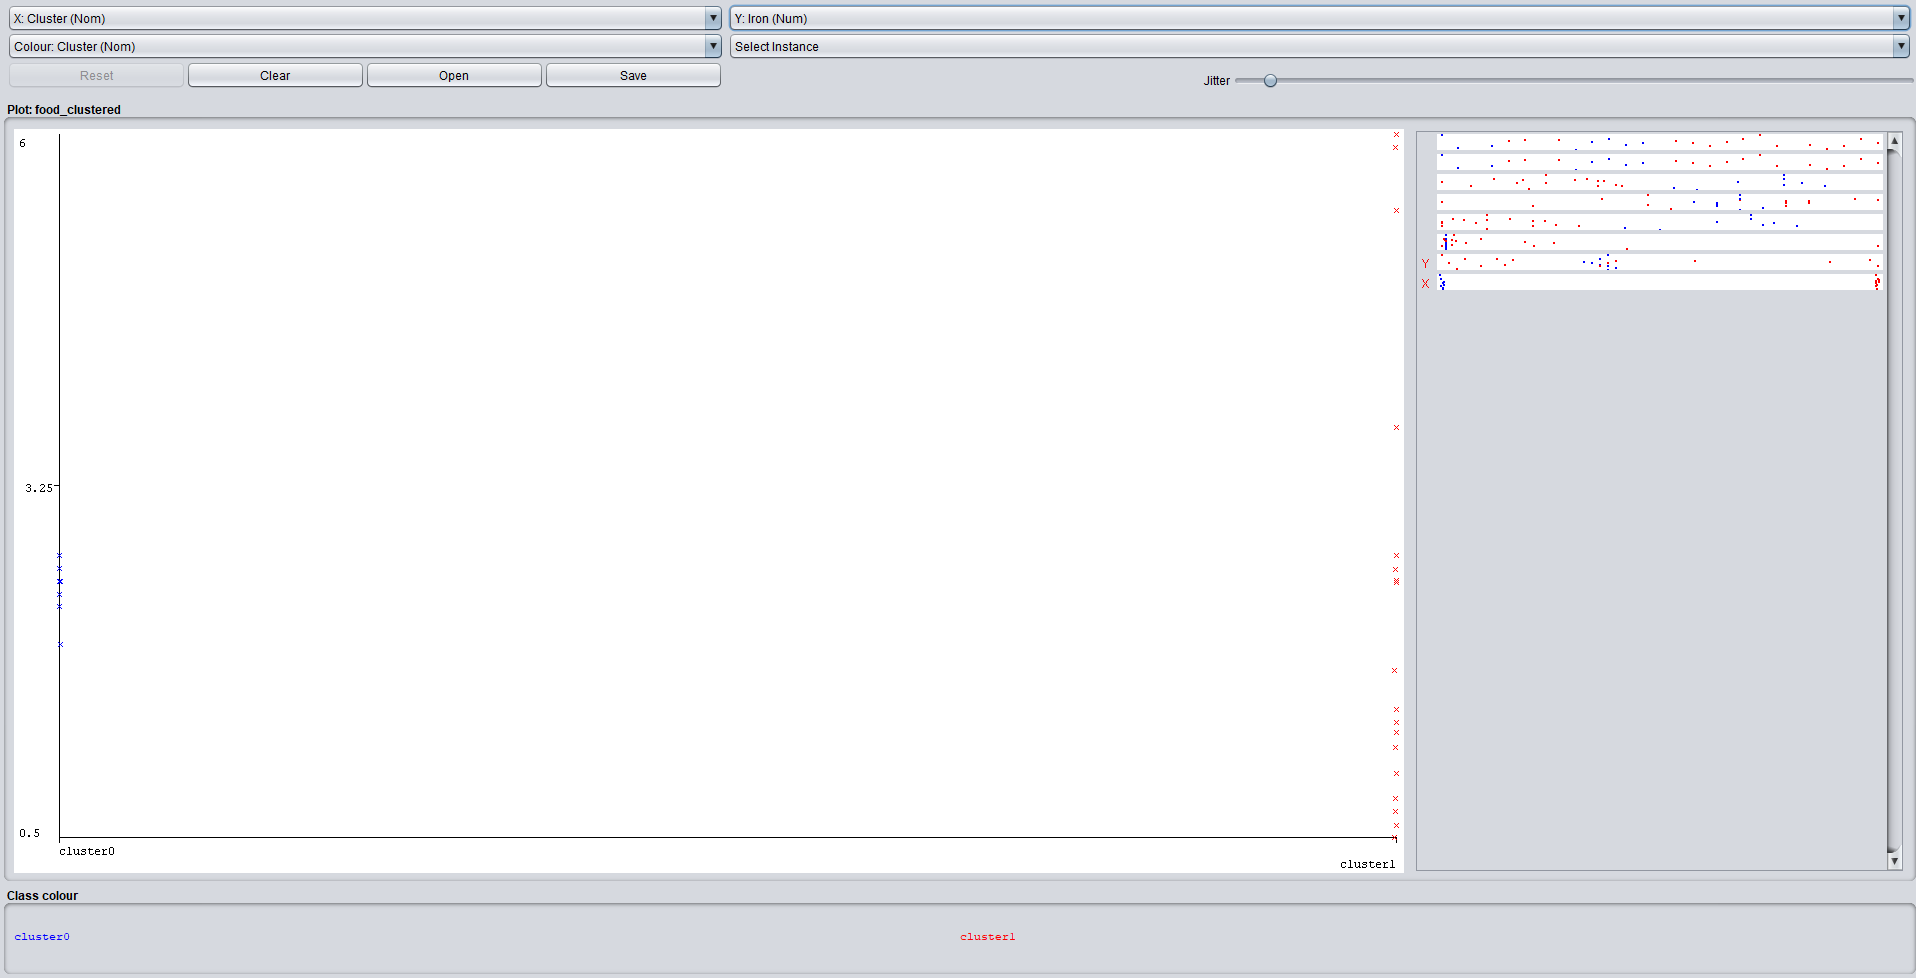 X: Cluster (Nom)
Y: Iron (Num)
Colour: Cluster (Nom)
Select Instance
Reset
Clear
Open
Save
Jitter
Plot: food_clustered
6
3.25
0.5
cluster0
cluster1
Y
X
Class colour
cluster0
cluster1